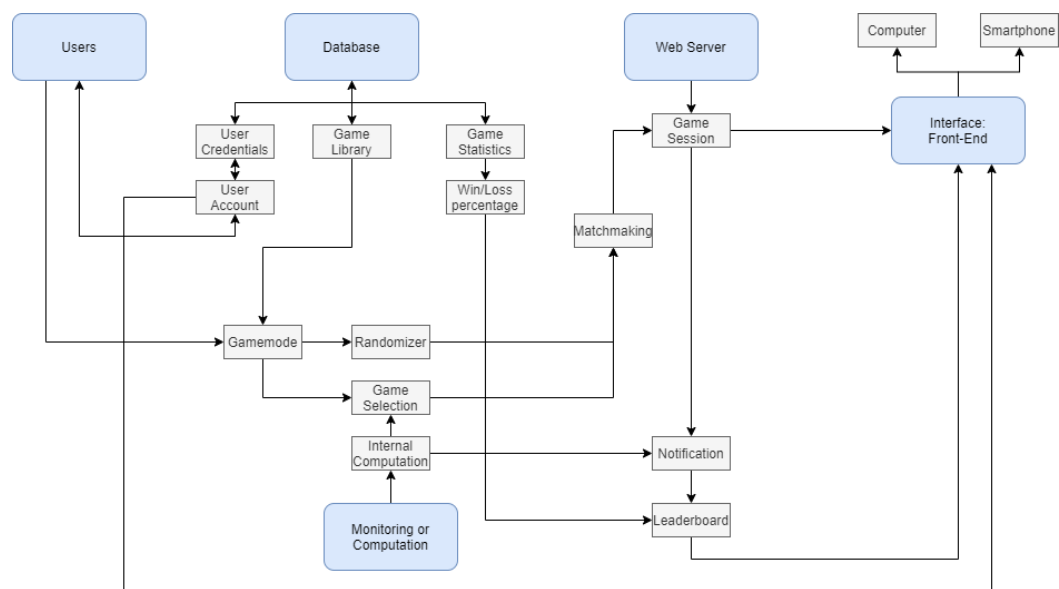 Users
Database
Web Server
Computer
Smartphone
Interface:
Front-End
User
Credentials
Game
Library
Game
Statistics
Game
Session
User
Account
Win/Loss
percentage
Matchmaking
Gamemode
Randomizer
Game
Selection
Internal
Computation
Notification
Leaderboard
Monitoring or
Computation